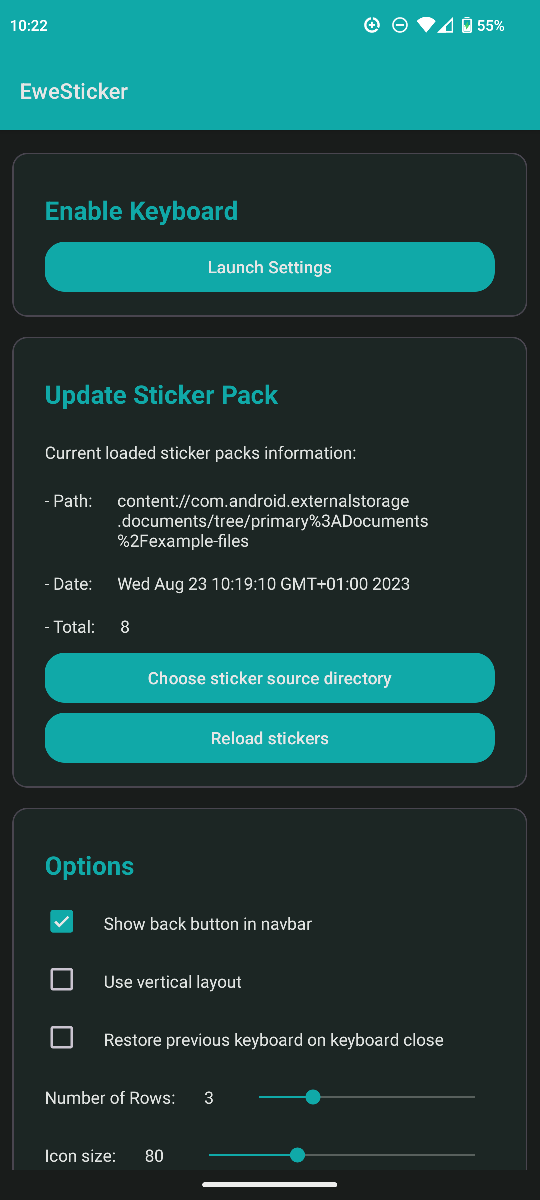 10:22
55%
EweSticker
Enable Keyboard
Launch Settings
Update Sticker Pack
Current loaded sticker packs information:
- Path: content://com.android.externalstorage
.documents/tree/primary%3ADocuments
%2Fexample-files
- Date: Wed Aug 23 10:19:10 GMT+01:00 2023
- Total: 8
Choose sticker source directory
Reload stickers
Options
Show back button in navbar
Use vertical layout
Restore previous keyboard on keyboard close
Number of Rows: 3
Icon size: 80